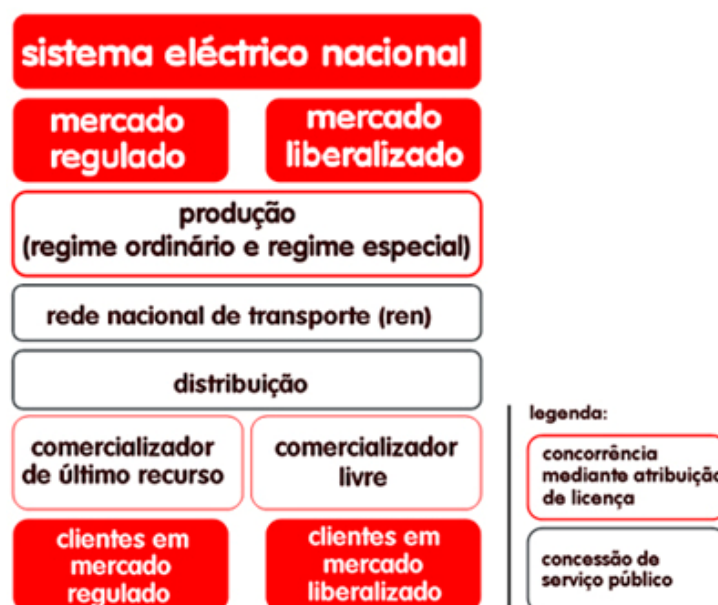 sistema eléctrico nacional
mercado
regulado
mercado
liberalizado
produção
(regime ordinário e regime especial)
rede nacional de transporte (ren)
distribuição
comercializador
de último recurso
comercializador
livre
clientes em
mercado
regulado
clientes em
mercado
liberalizado
legenda:
concorrência
mediante atribuição
de licença
concessão de
serviço público